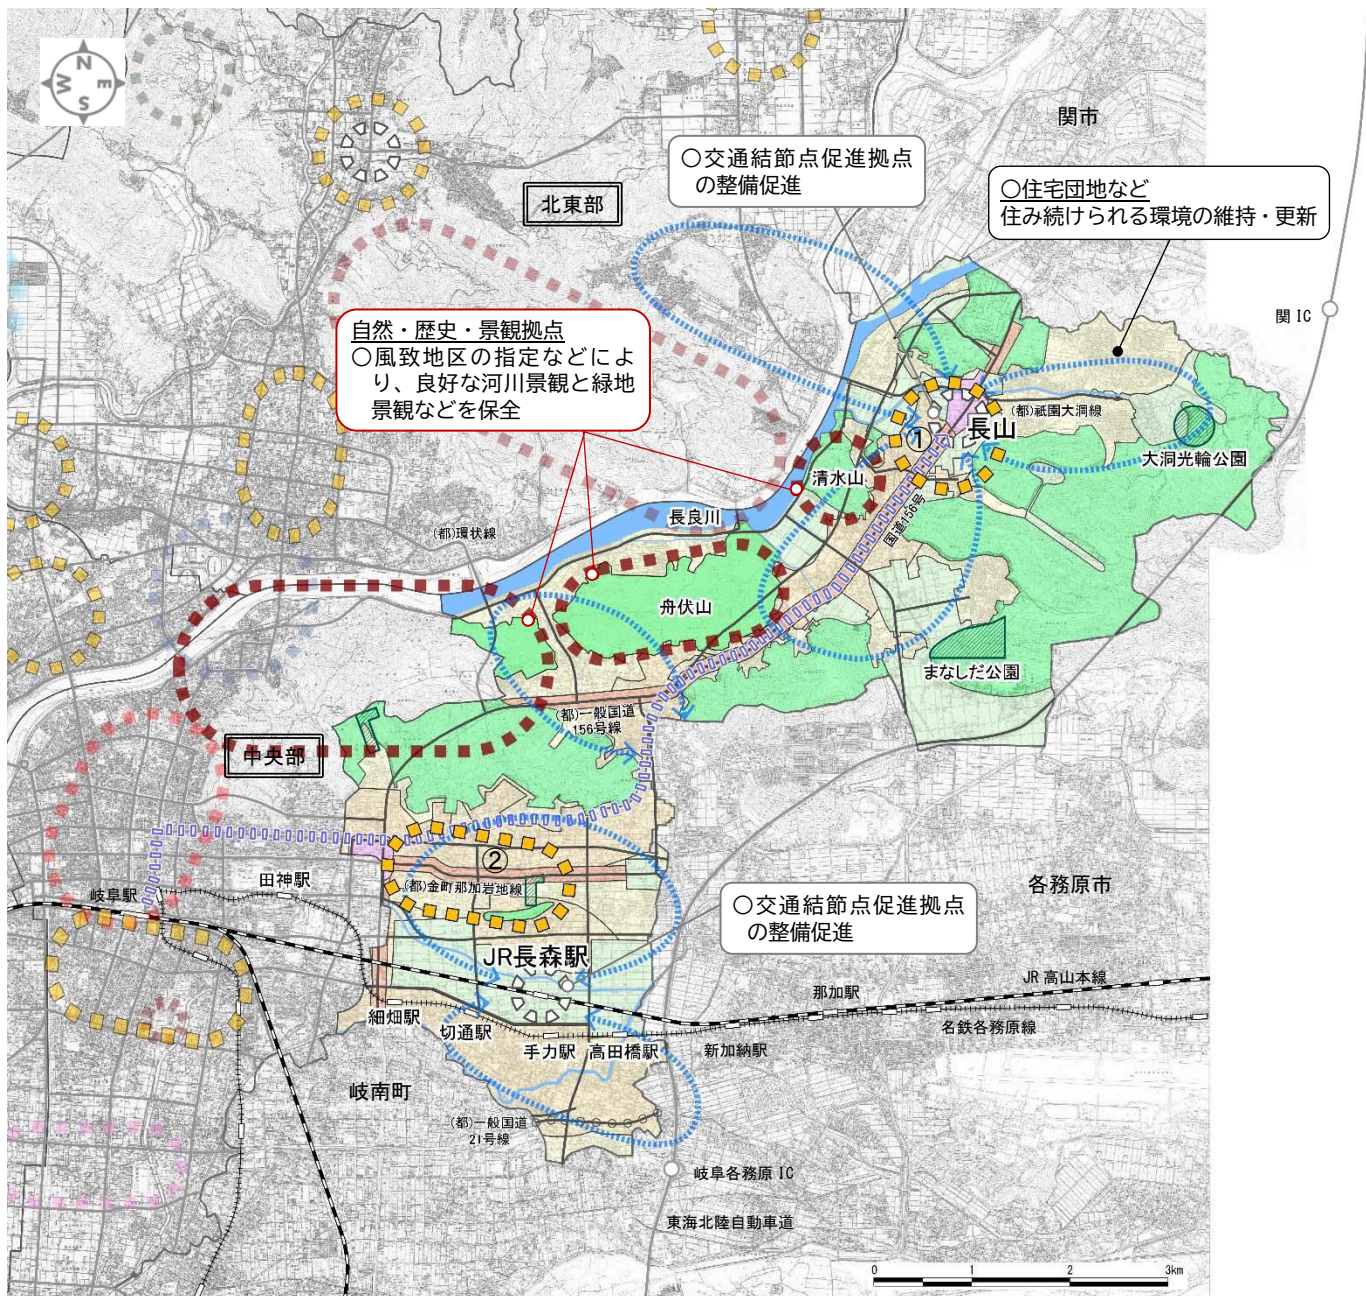 N
W
E
S
関市
○交通結節点促進拠点
の整備促進
○住宅団地など
住み続けられる環境の維持・更新
北東部
関IC
自然・歴史・景観拠点
○風致地区の指定などによ
り、良好な河川景観と緑地
景観などを保全
(都)祇園大洞線
①
長山
大洞光輪公園
清水山
長良川
国道156号
(都)環状線
舟伏山
まなしだ公園
(都)一般国道
156号線
中央部
②
田神駅
岐阜駅
(都)金町那加岩地線
各務原市
○交通結節点促進拠点
の整備促進
JR長森駅
JR高山本線
那加駅
細畑駅
切通駅
手力駅
高田橋駅
新加納駅
名鉄各務原線
岐南町
(都)一般国道
21号線
岐阜各務原IC
東海北陸自動車道
0
1
2
3km